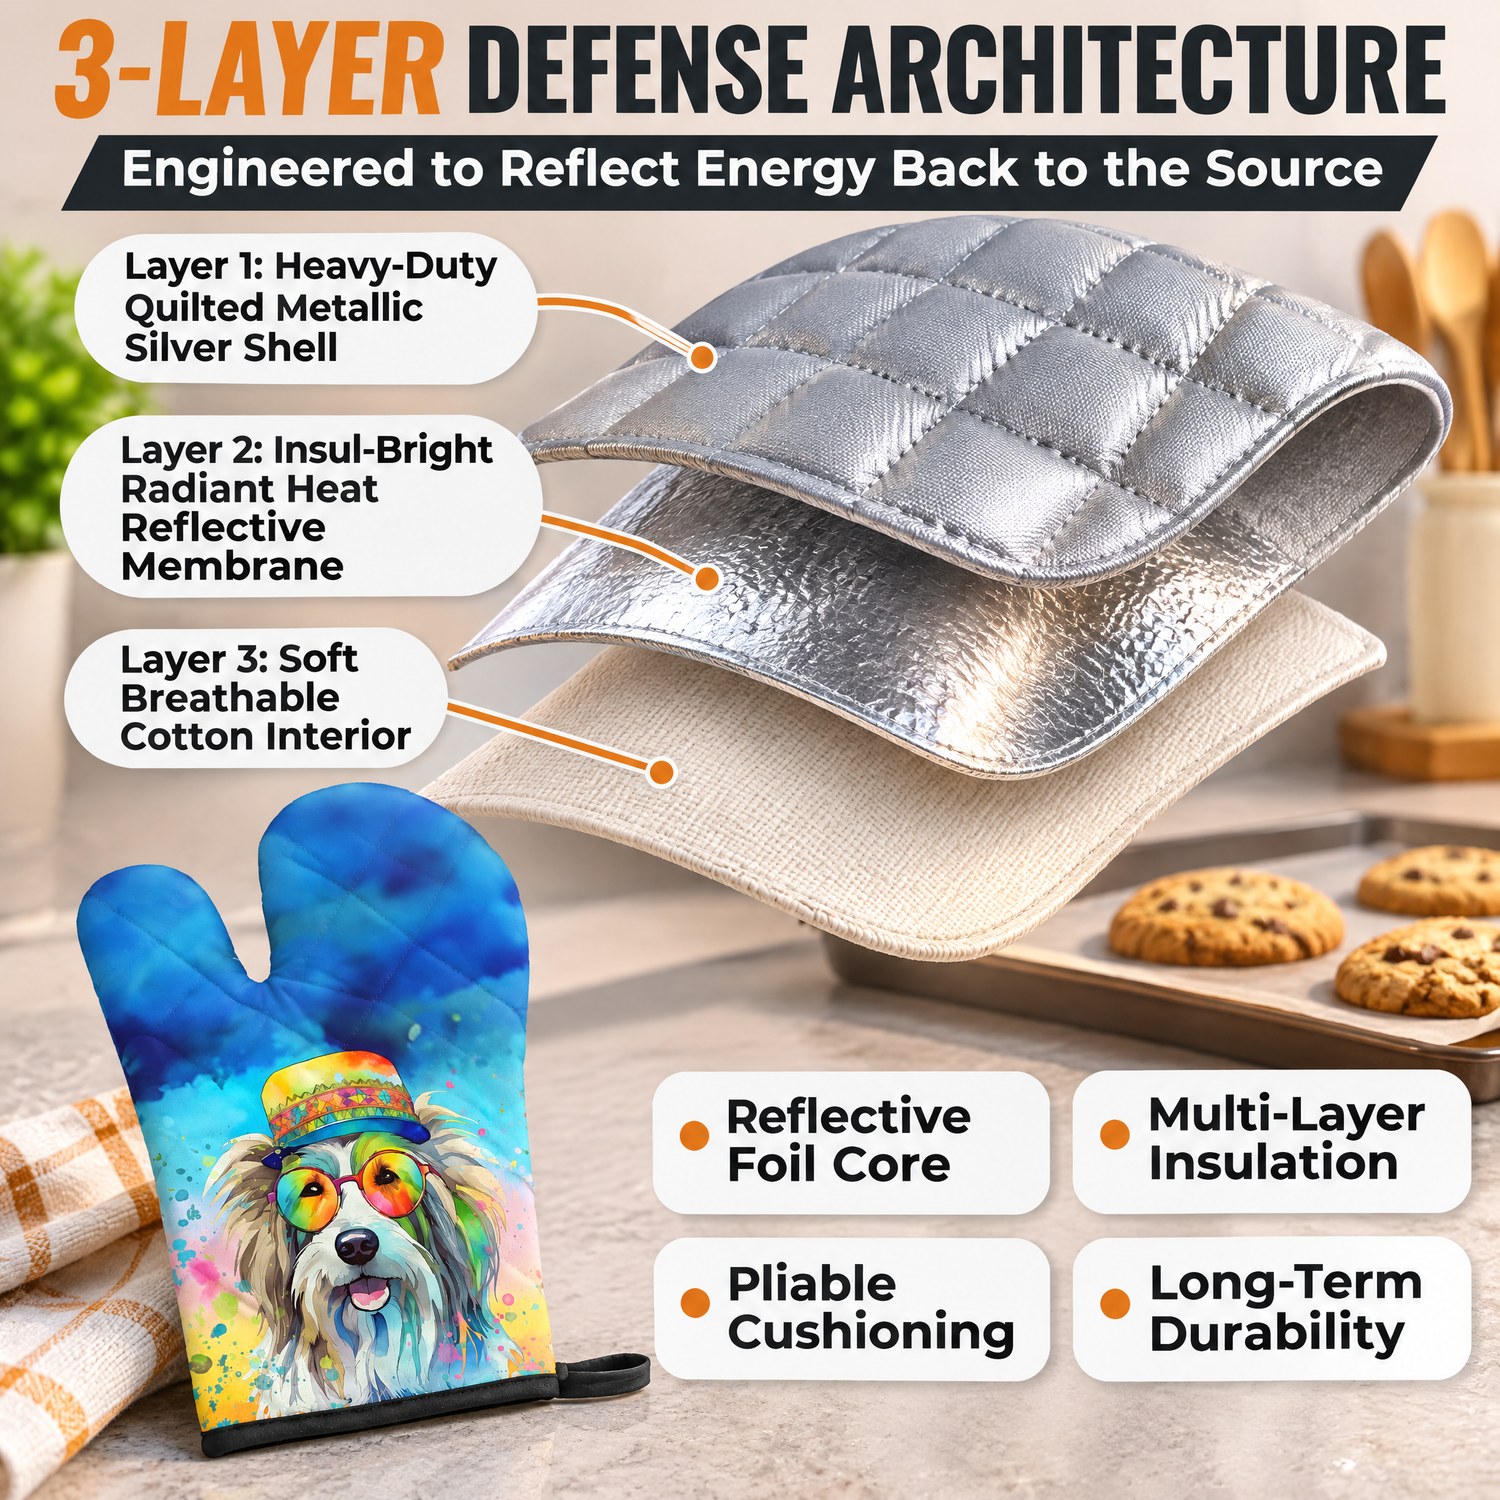 3-LAYER DEFENSE ARCHITECTURE
Engineered to Reflect Energy Back to the Source
Layer 1: Heavy-Duty
Quilted Metallic
Silver Shell
Layer 2: Insul-Bright
Radiant Heat
Reflective
Membrane
Layer 3: Soft
Breathable
Cotton Interior
Reflective
Foil Core
Multi-Layer
Insulation
Pliable
Cushioning
Long-Term
Durability